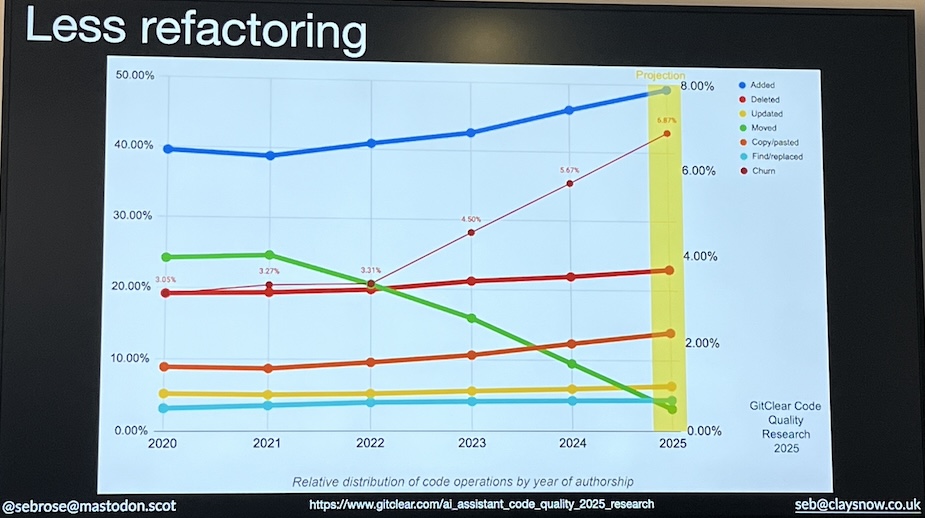 Less refactoring
Projection
50.00%
40.00%
30.00%
20.00%
10.00%
0.00%
8.00%
6.00%
4.00%
2.00%
0.00%
3.05%
3.27%
3.31%
4.50%
5.67%
6.87%
2020
2021
2022
2023
2024
2025
Added
Deleted
Updated
Moved
Copy/pasted
Find/replaced
Churn
GitClear Code
Quality
Research
2025
Relative distribution of code operations by year of authorship
@sebrose@mastodon.scot
https://www.gitclear.com/ai_assistant_code_quality_2025_research
seb@claysnow.co.uk